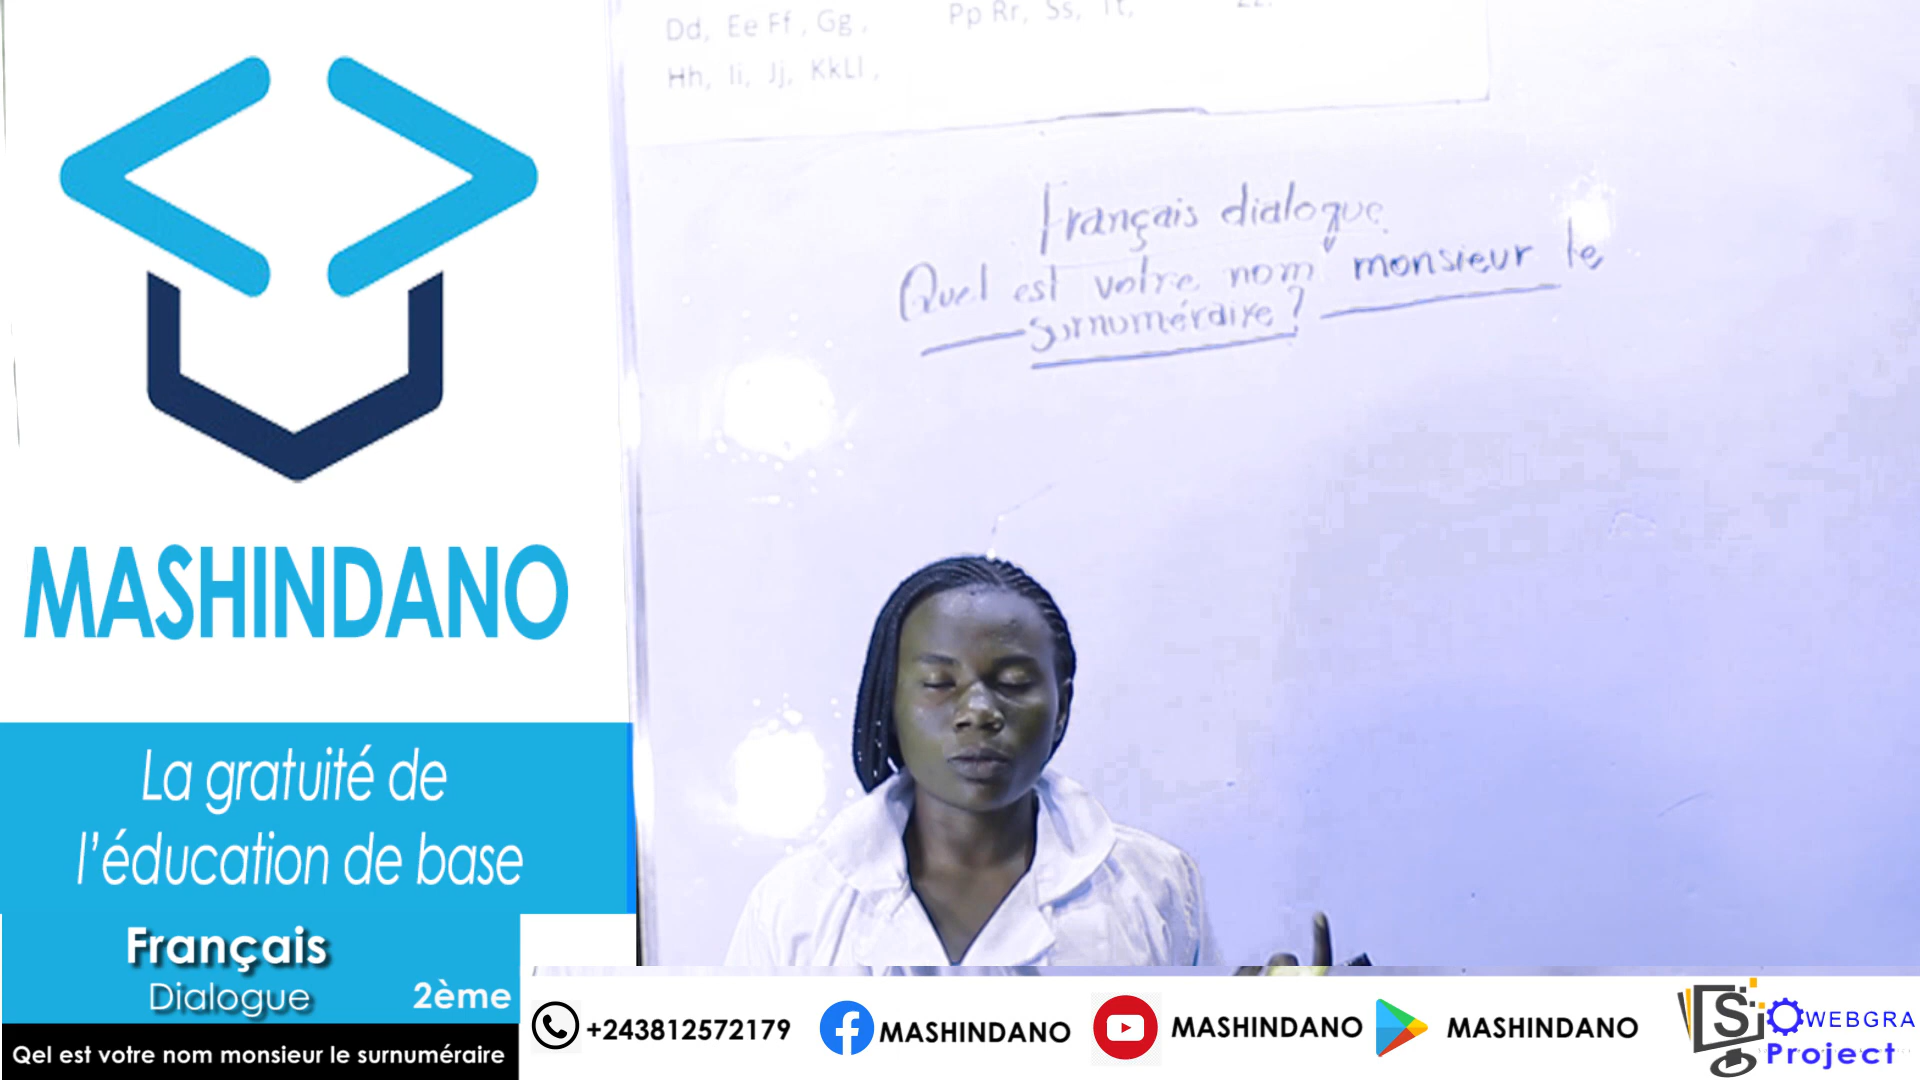 Dd, Ee Ff , Gg ,
Hh, Ii, Jj, KkLl ,
Pp Rr, Ss, Tt,
Français dialogue
Quel est votre nom monsieur le
surnuméraire ?
MASHINDANO
La gratuité de
l'éducation de base
Français
Dialogue
2ème
Qel est votre nom monsieur le surnuméraire
+243812572179
MASHINDANO
MASHINDANO
MASHINDANO
WEBGRA
Project